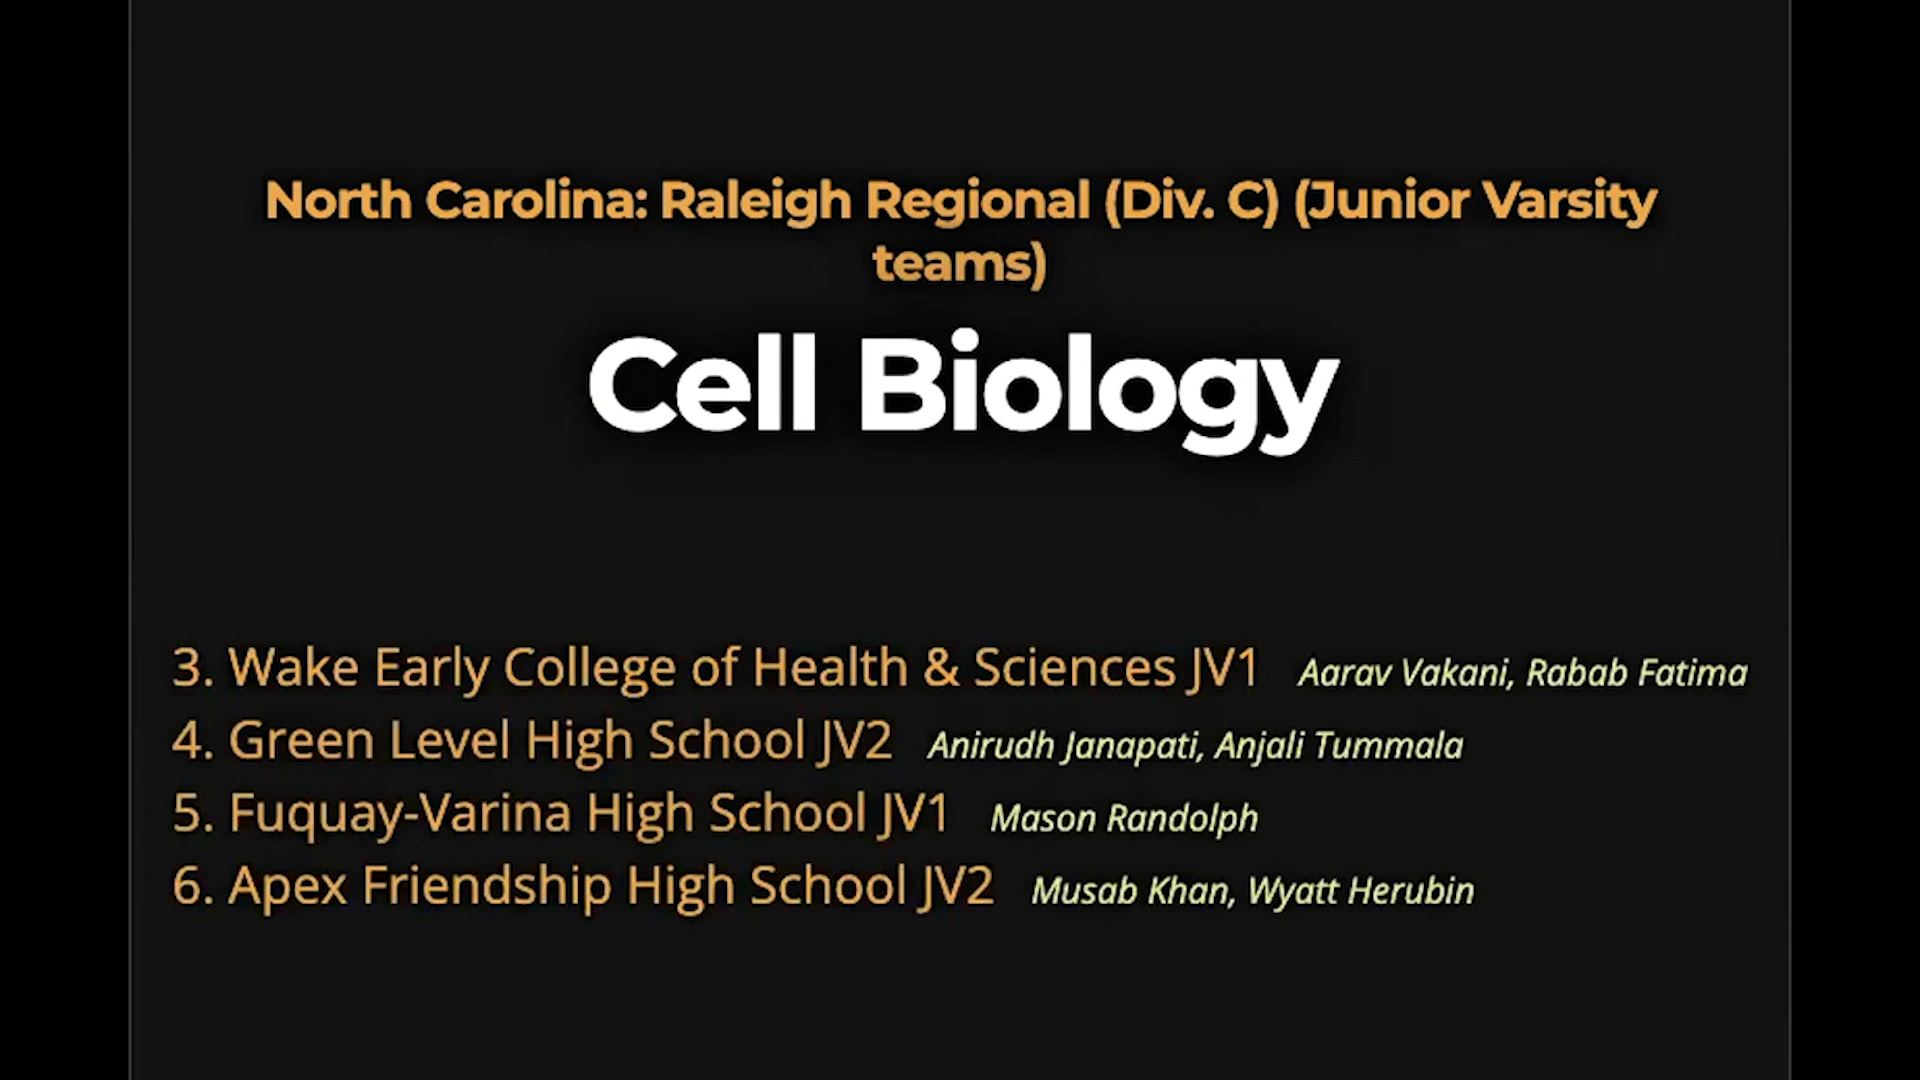 North Carolina: Raleigh Regional (Div. C) (Junior Varsity
teams)
Cell Biology
3. Wake Early College of Health & Sciences JV1 Aarav Vakani, Rabab Fatima
4. Green Level High School JV2 Anirudh Janapati, Anjali Tummala
5. Fuquay-Varina High School JV1 Mason Randolph
6. Apex Friendship High School JV2 Musab Khan, Wyatt Herubin